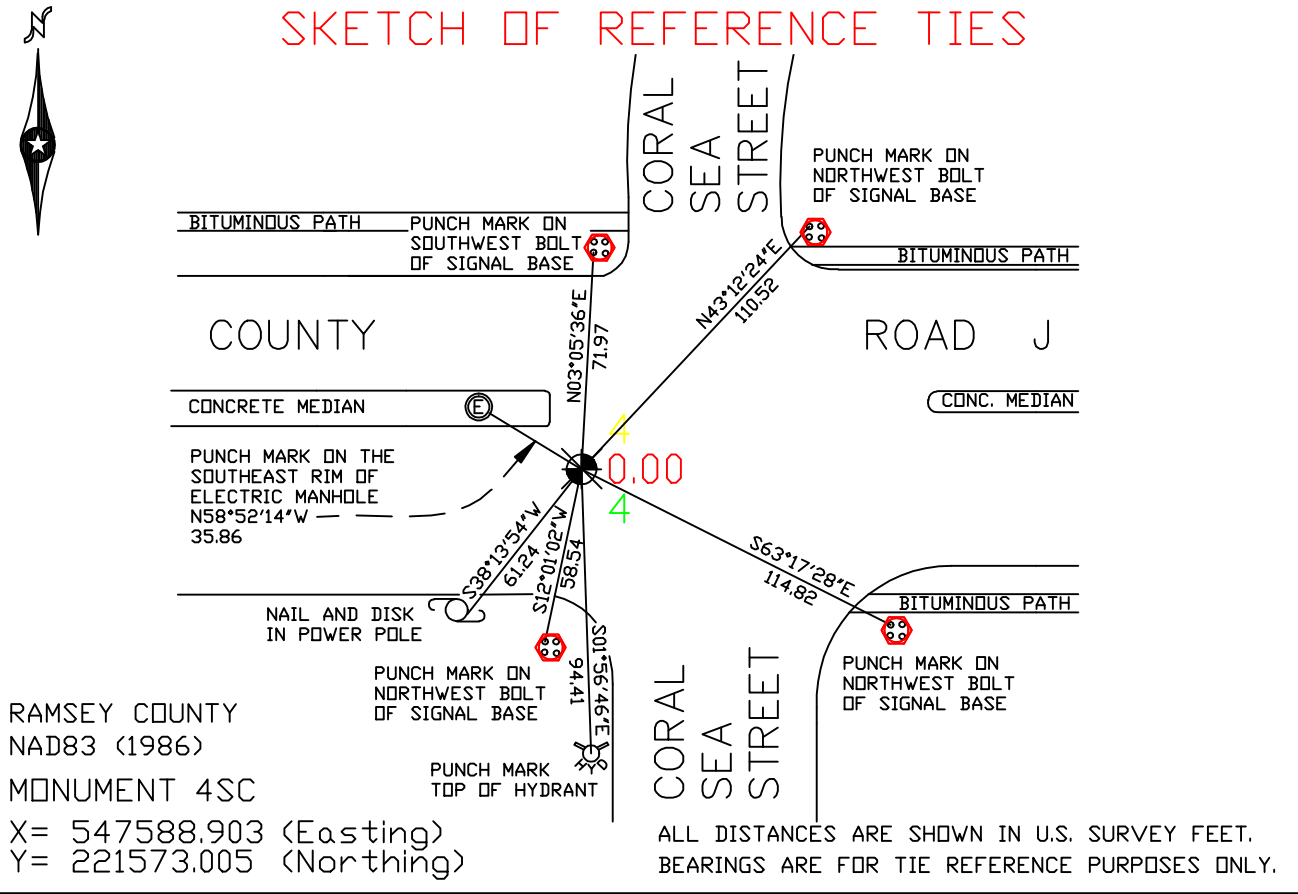 N
SKETCH OF REFERENCE TIES
CORAL
SEA
STREET
PUNCH MARK ON
NORTHWEST BOLT
OF SIGNAL BASE
BITUMINOUS PATH
PUNCH MARK ON
SOUTHWEST BOLT
OF SIGNAL BASE
BITUMINOUS PATH
N43°12'24"E
110.52
N03°05'36"E
71.97
COUNTY
ROAD J
CONCRETE MEDIAN
E
CONC. MEDIAN
4
0.00
4
PUNCH MARK ON THE
SOUTHEAST RIM OF
ELECTRIC MANHOLE
N58°52'14"W
35.86
S38°13'54"W
61.24
S12°01'02"W
58.54
S63°17'28"E
114.82
BITUMINOUS PATH
NAIL AND DISK
IN POWER POLE
S01°56'46"E
94.41
PUNCH MARK ON
NORTHWEST BOLT
OF SIGNAL BASE
PUNCH MARK ON
NORTHWEST BOLT
OF SIGNAL BASE
CORAL
SEA
STREET
HYD
PUNCH MARK
TOP OF HYDRANT
RAMSEY COUNTY
NAD83 (1986)
MONUMENT 4SC
X= 547588.903 (Easting)
Y= 221573.005 (Northing)
ALL DISTANCES ARE SHOWN IN U.S. SURVEY FEET.
BEARINGS ARE FOR TIE REFERENCE PURPOSES ONLY.